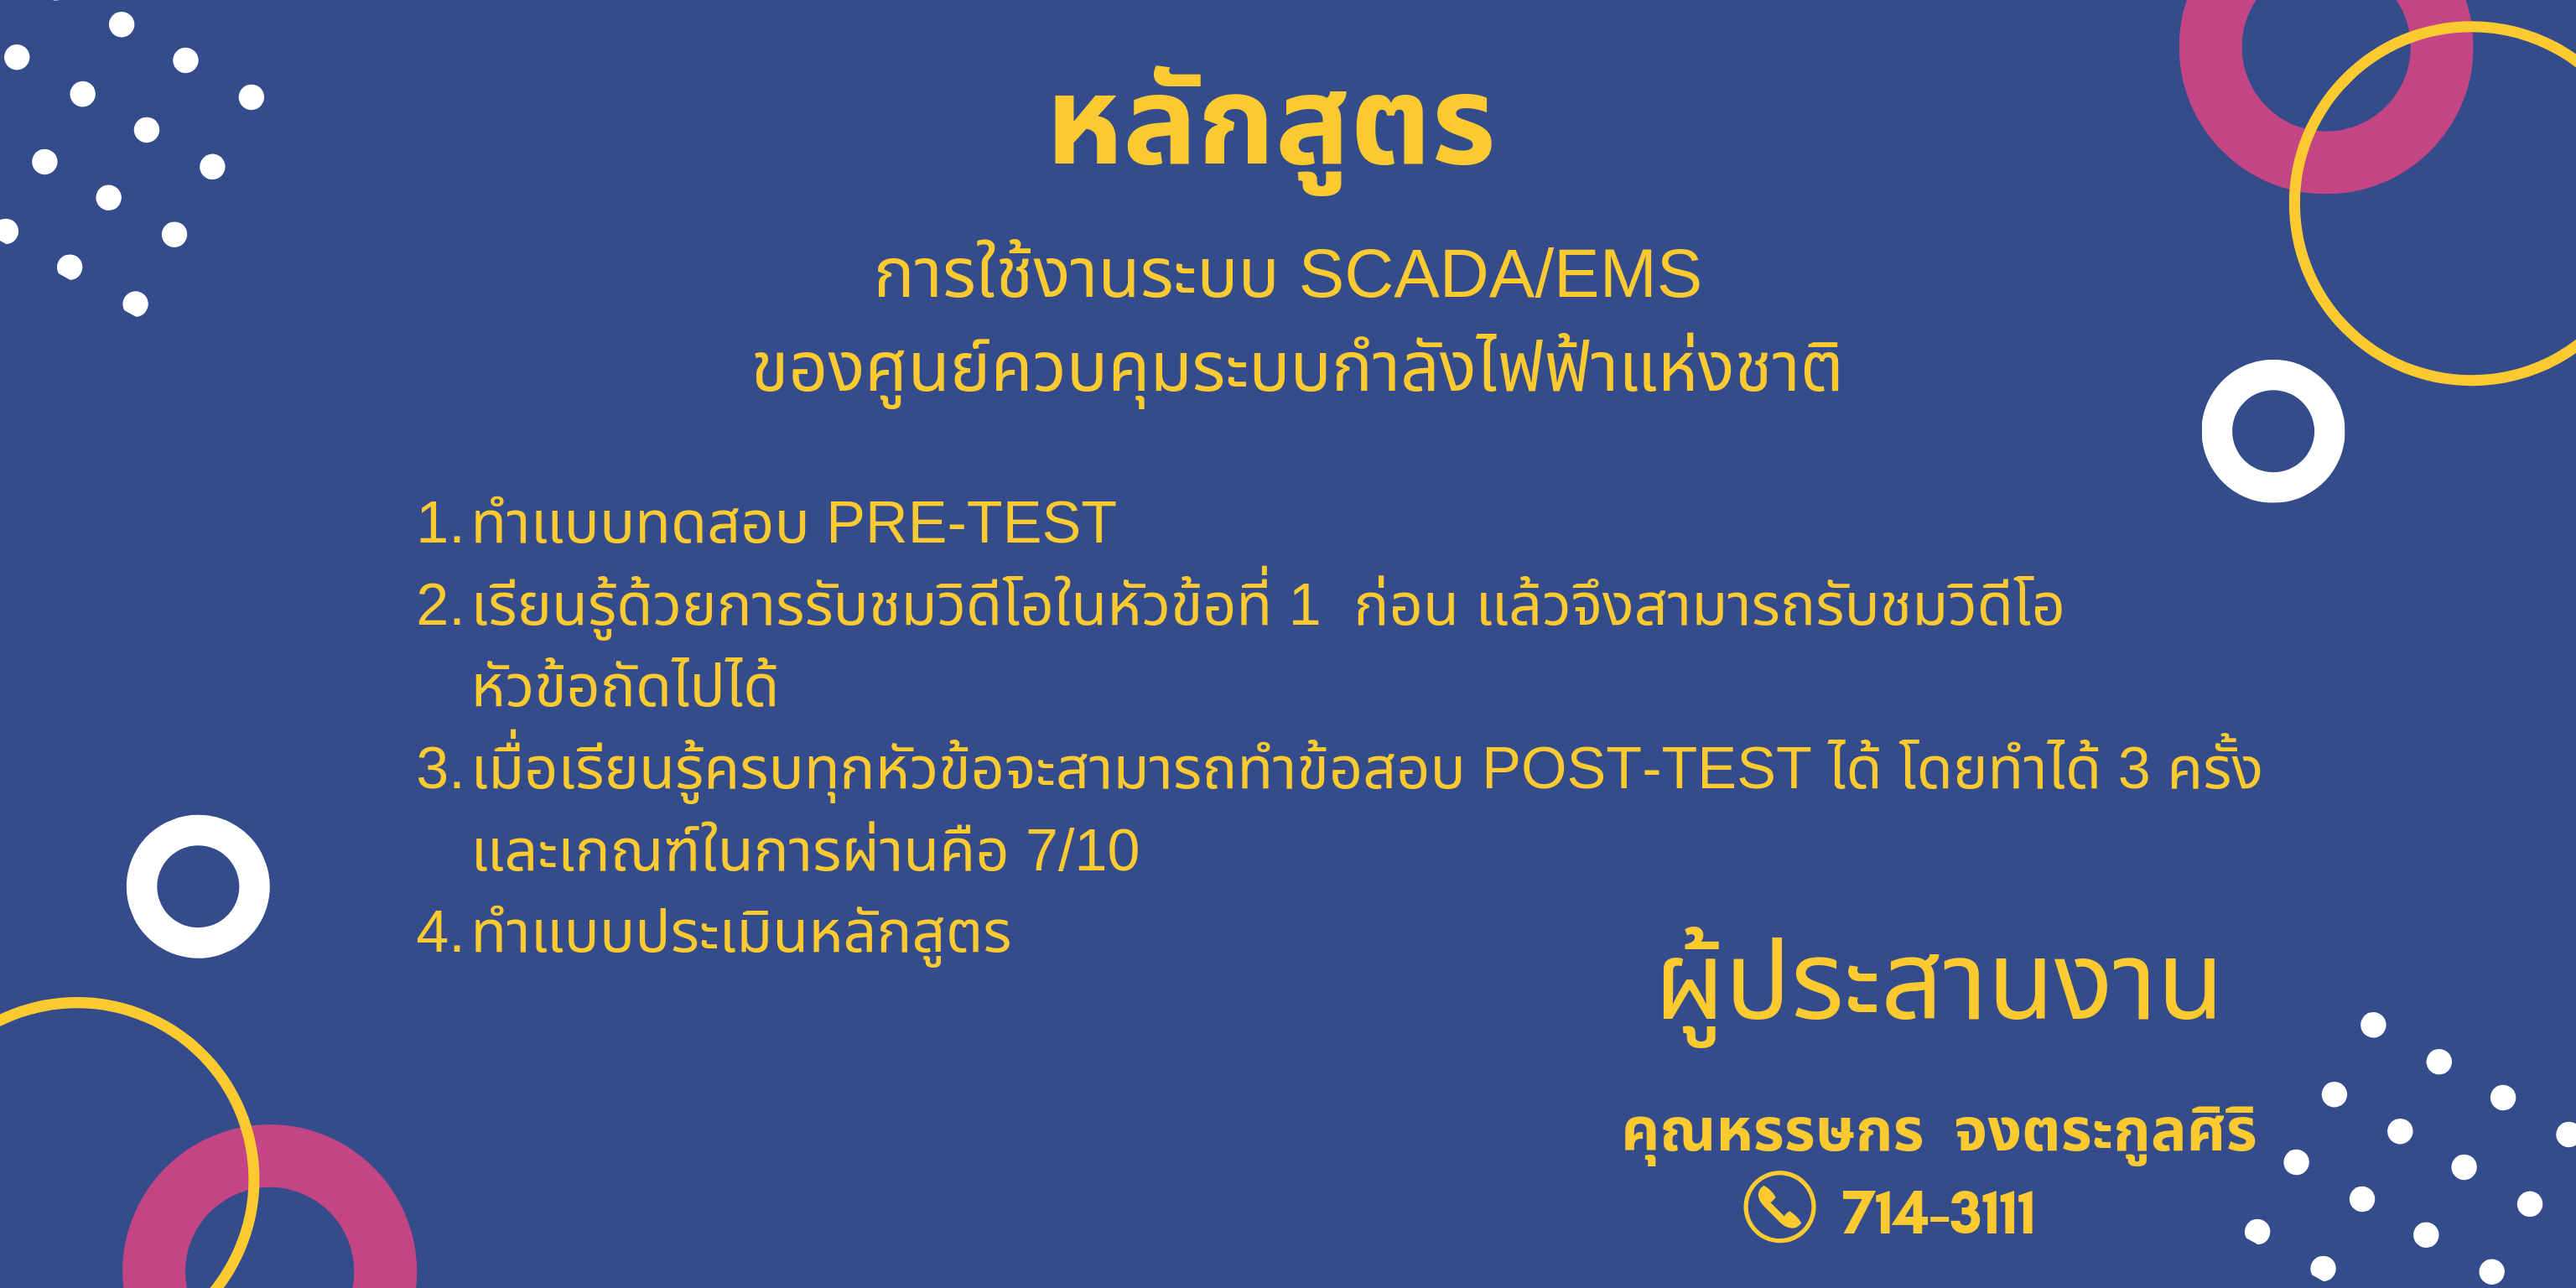 หลักสูตร
การใช้งานระบบ SCADA/EMS
ของศูนย์ควบคุมระบบกำลังไฟฟ้าแห่งชาติ
1. ทำแบบทดสอบ PRE-TEST
2. เรียนรู้ด้วยการรับชมวิดีโอในหัวข้อที่ 1  ก่อน แล้วจึงสามารถรับชมวิดีโอ
หัวข้อถัดไปได้
3. เมื่อเรียนรู้ครบทุกหัวข้อจะสามารถทำข้อสอบ POST-TEST ได้ โดยทำได้ 3 ครั้ง
และเกณฑ์ในการผ่านคือ 7/10
4. ทำแบบประเมินหลักสูตร
ผู้ประสานงาน
คุณหรรษกร  จงตระกูลศิริ
714-3111